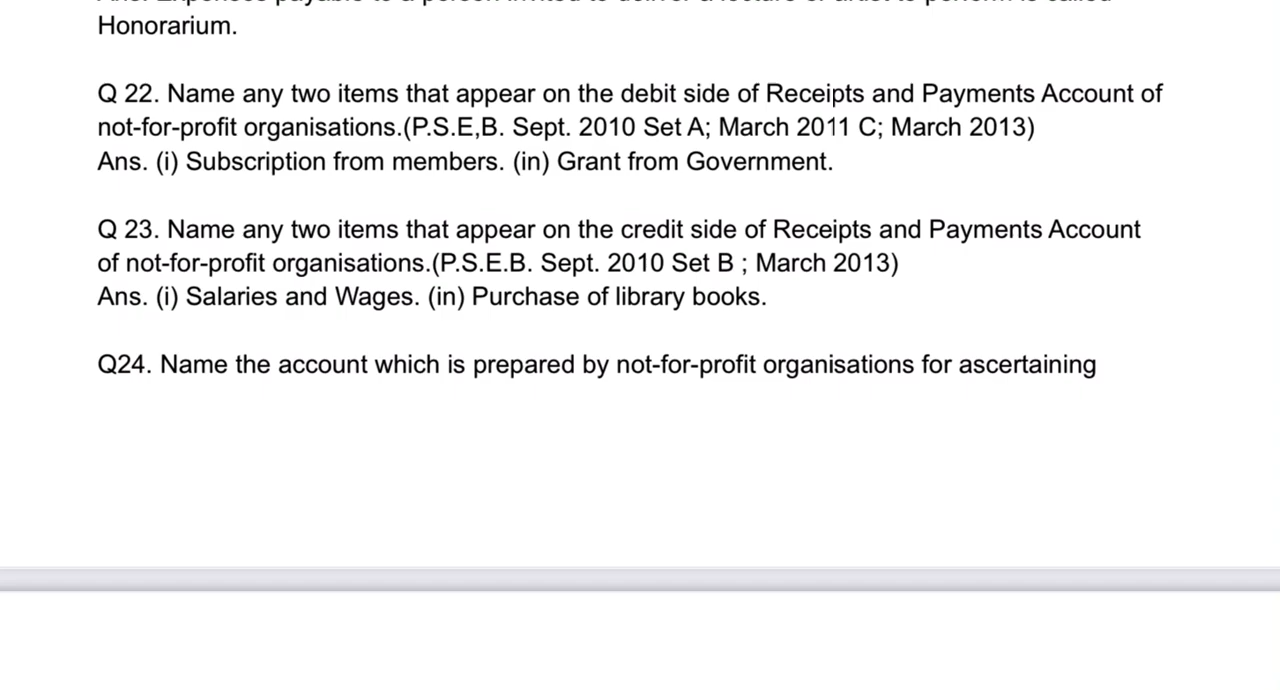 Honorarium.
Q 22. Name any two items that appear on the debit side of Receipts and Payments Account of
not-for-profit organisations.(P.S.E,B. Sept. 2010 Set A; March 2011 C; March 2013)
Ans. (i) Subscription from members. (in) Grant from Government.
Q 23. Name any two items that appear on the credit side of Receipts and Payments Account
of not-for-profit organisations.(P.S.E.B. Sept. 2010 Set B ; March 2013)
Ans. (i) Salaries and Wages. (in) Purchase of library books.
Q24. Name the account which is prepared by not-for-profit organisations for ascertaining